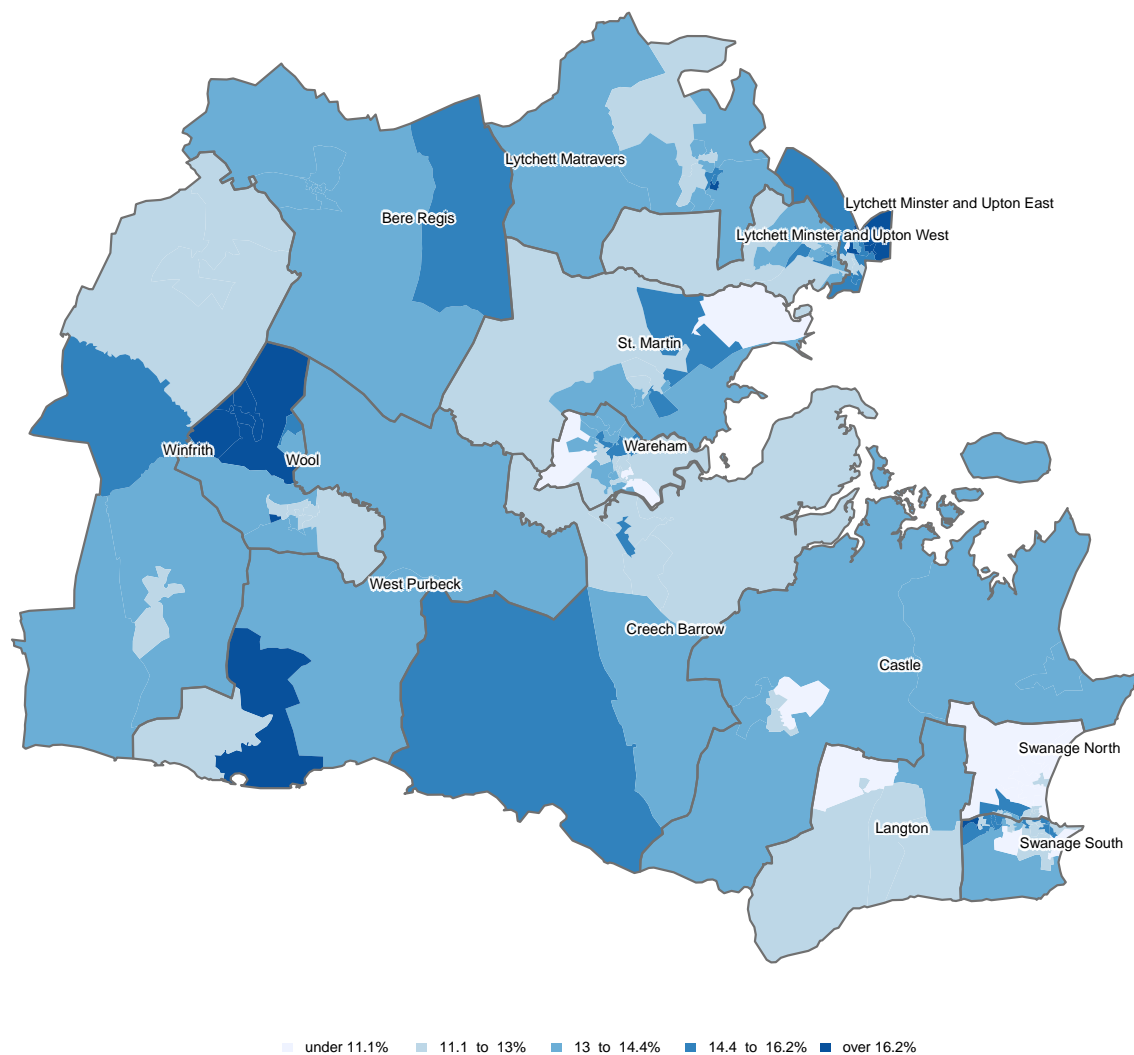 Lytchett Matravers
Lytchett Minster and Upton East
Bere Regis
Lytchett Minster and Upton West
St. Martin
Wareham
Winfrith
Wool
West Purbeck
Creech Barrow
Castle
Swanage North
Langton
Swanage South
under 11.1% 11.1 to 13% 13 to 14.4% 14.4 to 16.2% over 16.2%